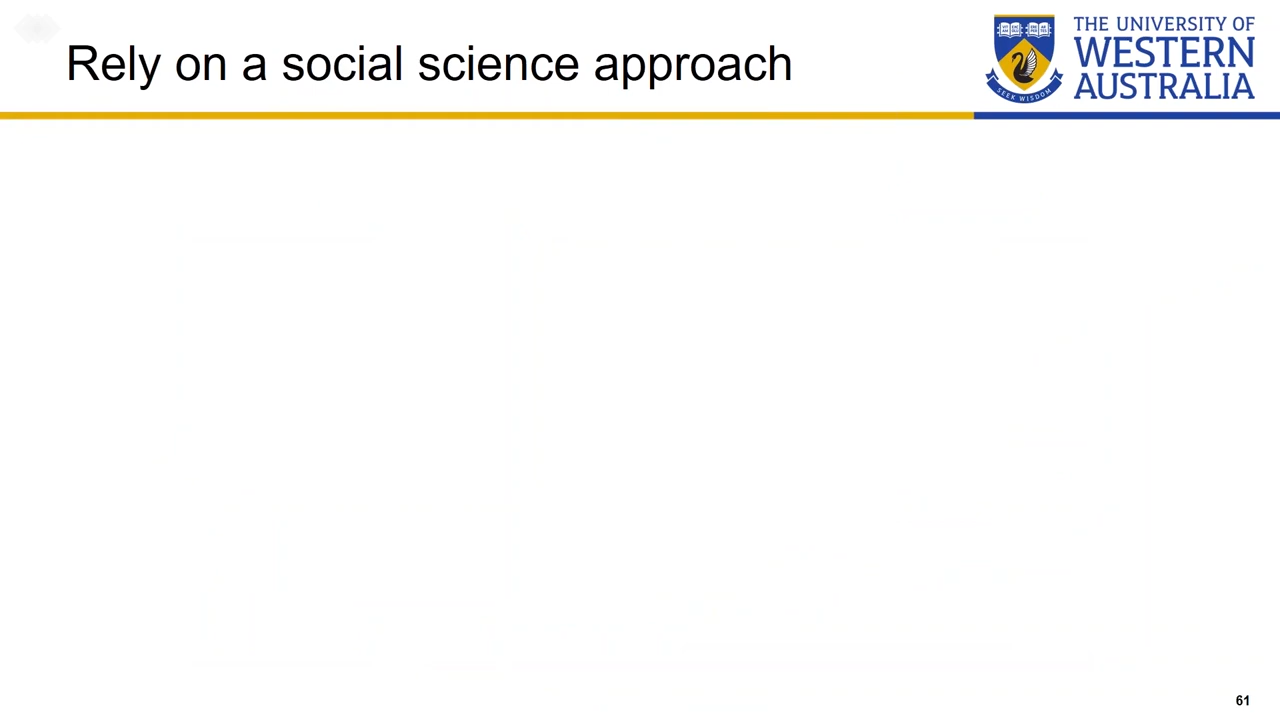 Rely on a social science approach
THE UNIVERSITY OF
WESTERN
AUSTRALIA
SEEK WISDOM
61